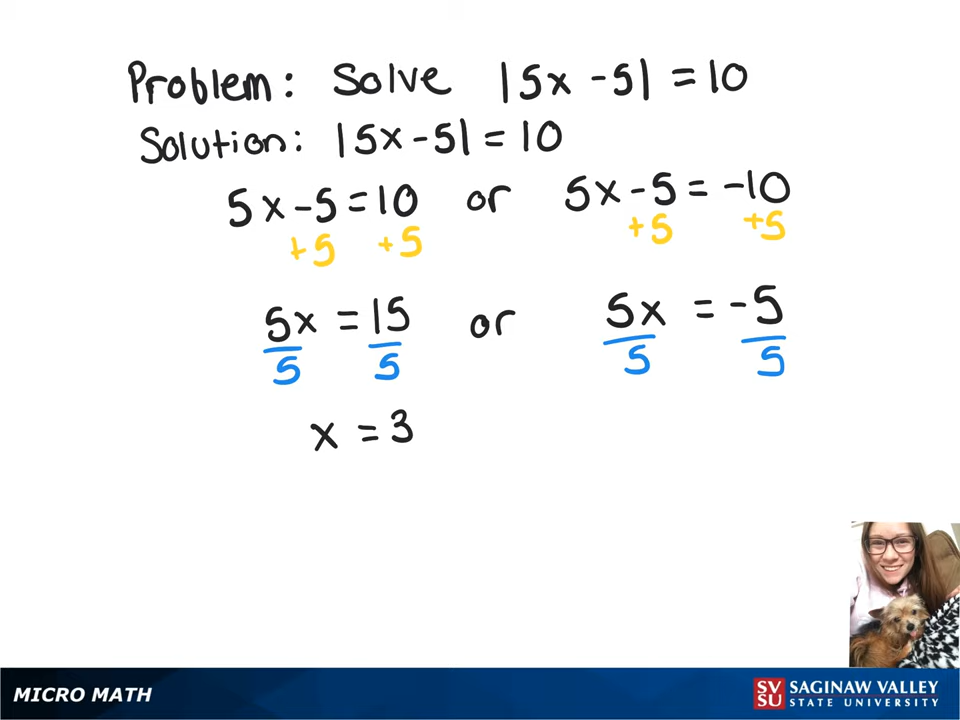 Problem: Solve |5x - 5| = 10
Solution: |5x - 5| = 10
5x - 5 = 10 or 5x - 5 = -10
+5 +5 +5 +5
5x = 15 or 5x = -5
5 5 5 5
x = 3
MICRO MATH
SVSU SAGINAW VALLEY
STATE UNIVERSITY